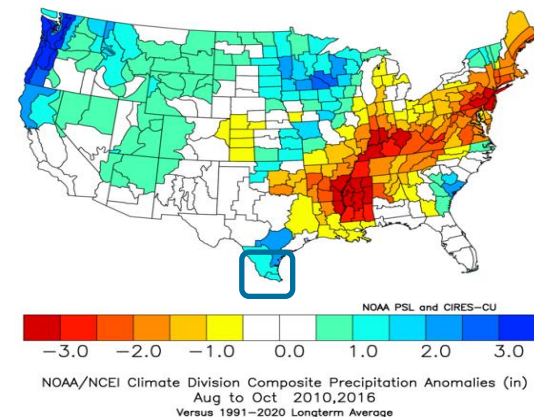 NOAA PSL and CIRES-CU
-3.0 -2.0 -1.0 0.0 1.0 2.0 3.0
NOAA/NCEI Climate Division Composite Precipitation Anomalies (in)
Aug to Oct 2010,2016
Versus 1991-2020 Longterm Average